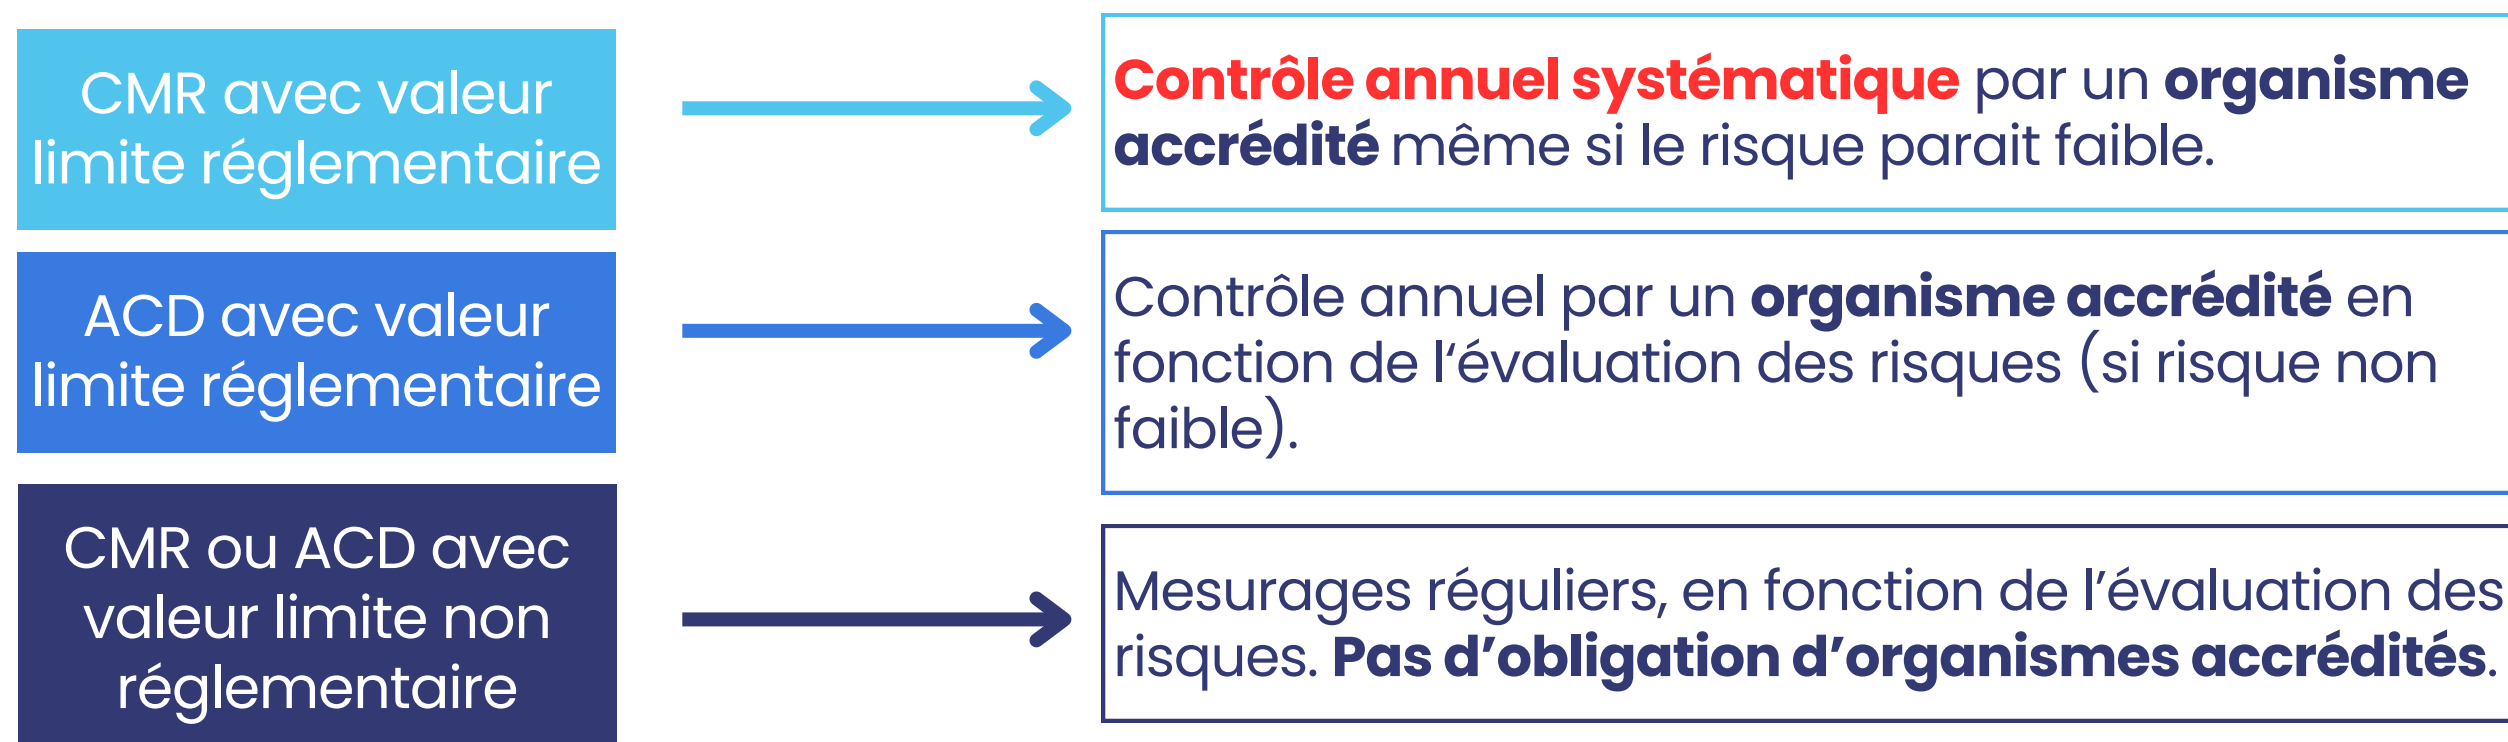 CMR avec valeur
limite réglementaire
Contrôle annuel systématique par un organisme
accrédité même si le risque parait faible.
ACD avec valeur
limite réglementaire
Contrôle annuel par un organisme accrédité en
fonction de l'évaluation des risques (si risque non
faible).
CMR ou ACD avec
valeur limite non
réglementaire
Mesurages réguliers, en fonction de l'évaluation des
risques. Pas d'obligation d'organismes accrédités.